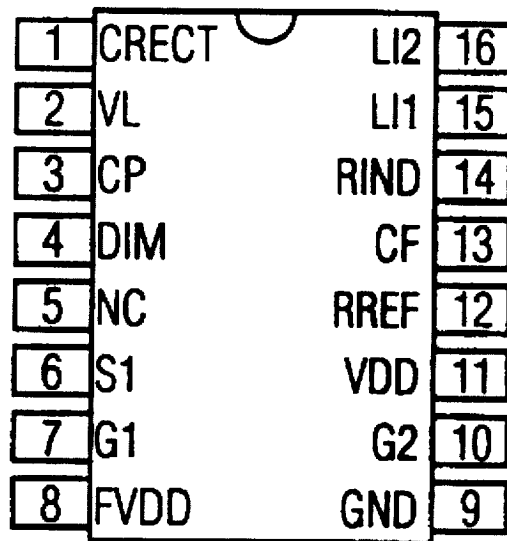 1 CRECT LI2 16
2 VL LI1 15
3 CP RIND 14
4 DIM CF 13
5 NC RREF 12
6 S1 VDD 11
7 G1 G2 10
8 FVDD GND 9